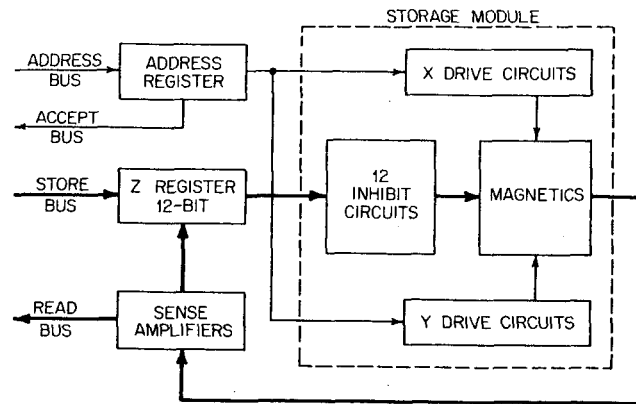 STORAGE MODULE
ADDRESS
BUS
ADDRESS
REGISTER
X DRIVE CIRCUITS
ACCEPT
BUS
STORE
BUS
Z REGISTER
12-BIT
12
INHIBIT
CIRCUITS
MAGNETICS
READ
BUS
SENSE
AMPLIFIERS
Y DRIVE CIRCUITS